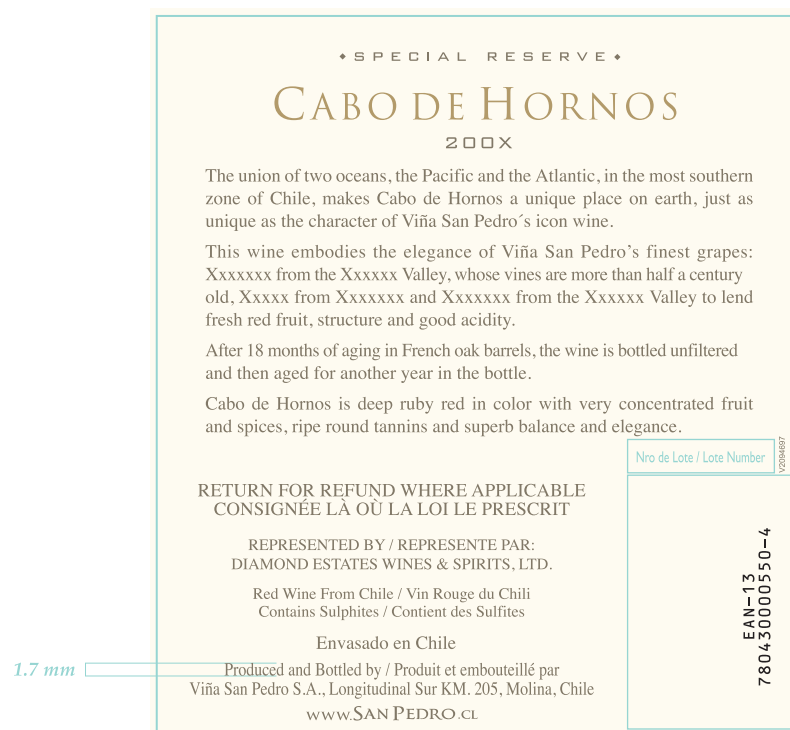 SPECIAL RESERVE
CABO DE HORNOS
200X
The union of two oceans, the Pacific and the Atlantic, in the most southern
zone of Chile, makes Cabo de Hornos a unique place on earth, just as
unique as the character of Viña San Pedro´s icon wine.
This wine embodies the elegance of Viña San Pedro’s finest grapes:
Xxxxxxx from the Xxxxxx Valley, whose vines are more than half a century
old, Xxxxx from Xxxxxxx and Xxxxxxx from the Xxxxxx Valley to lend
fresh red fruit, structure and good acidity.
After 18 months of aging in French oak barrels, the wine is bottled unfiltered
and then aged for another year in the bottle.
Cabo de Hornos is deep ruby red in color with very concentrated fruit
and spices, ripe round tannins and superb balance and elegance.
Nro de Lote / Lote Number
V2094697
RETURN FOR REFUND WHERE APPLICABLE
CONSIGNÉE LÀ OÙ LA LOI LE PRESCRIT
REPRESENTED BY / REPRESENTE PAR:
DIAMOND ESTATES WINES & SPIRITS, LTD.
Red Wine From Chile / Vin Rouge du Chili
Contains Sulphites / Contient des Sulfites
Envasado en Chile
1.7 mm
Produced and Bottled by / Produit et embouteillé par
Viña San Pedro S.A., Longitudinal Sur KM. 205, Molina, Chile
www.SAN PEDRO.CL
EAN-13
780430000550-4